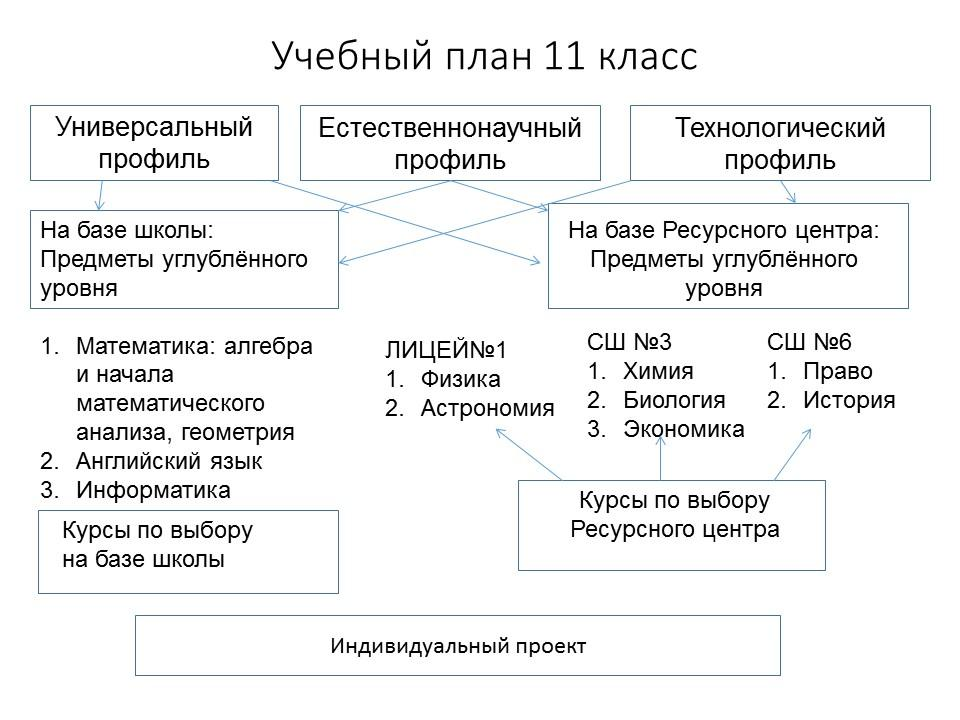 Учебный план 11 класс
Универсальный
профиль
Естественнонаучный
профиль
Технологический
профиль
На базе школы:
Предметы углублённого
уровня
На базе Ресурсного центра:
Предметы углублённого
уровня
1. Математика: алгебра
и начала
математического
анализа, геометрия
2. Английский язык
3. Информатика
ЛИЦЕЙ№1
1. Физика
2. Астрономия
СШ №3
1. Химия
2. Биология
3. Экономика
СШ №6
1. Право
2. История
Курсы по выбору
на базе школы
Курсы по выбору
Ресурсного центра
Индивидуальный проект